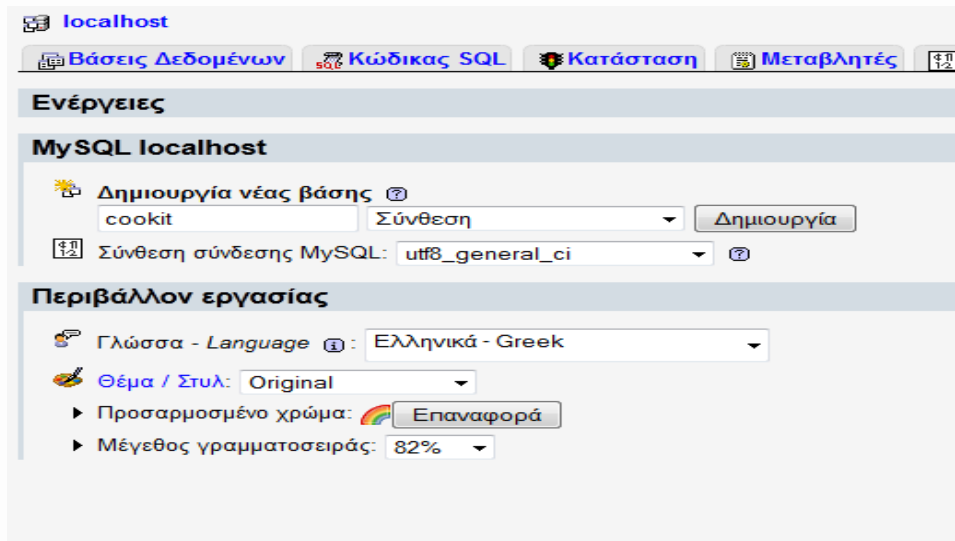 localhost
Βάσεις Δεδομένων Κώδικας SQL Κατάσταση Μεταβλητές
Ενέργειες
MySQL localhost
Δημιουργία νέας βάσης
cookit Σύνθεση Δημιουργία
Σύνθεση σύνδεσης MySQL: utf8_general_ci
Περιβάλλον εργασίας
Γλώσσα - Language : Ελληνικά - Greek
Θέμα / Στυλ: Original
Προσαρμοσμένο χρώμα: Επαναφορά
Μέγεθος γραμματοσειράς: 82%